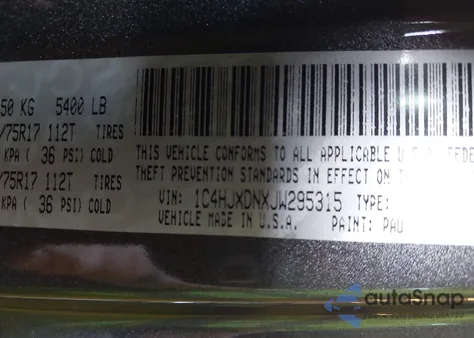 50 KG 5400 LB
/75R17 112T TIRES
KPA ( 36 PSI) COLD
/75R17 112T TIRES
KPA ( 36 PSI) COLD
THIS VEHICLE CONFORMS TO ALL APPLICABLE U.S.A. FEDE
THEFT PREVENTION STANDARDS IN EFFECT ON T
VIN: 1C4HJXDNXJW295315 TYPE:
VEHICLE MADE IN U.S.A. PAINT: PAU
autoSnap